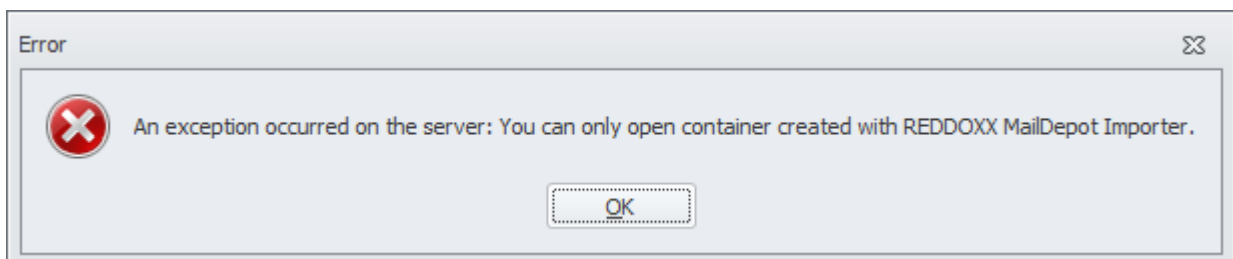 Error
An exception occurred on the server: You can only open container created with REDDOXX MailDepot Importer.
OK